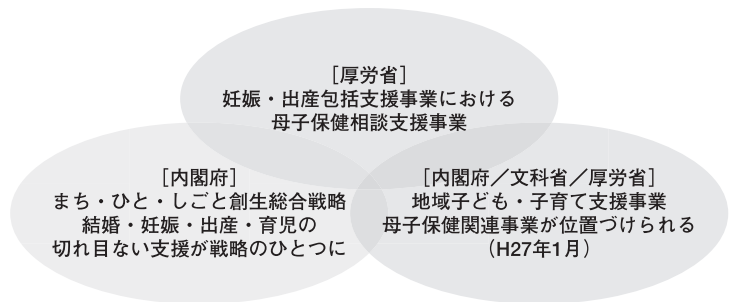 ［厚労省］
妊娠・出産包括支援事業における
母子保健相談支援事業
［内閣府］
まち・ひと・しごと創生総合戦略
結婚・妊娠・出産・育児の
切れ目ない支援が戦略のひとつに
［内閣府／文科省／厚労省］
地域子ども・子育て支援事業
母子保健関連事業が位置づけられる
（H27年1月）